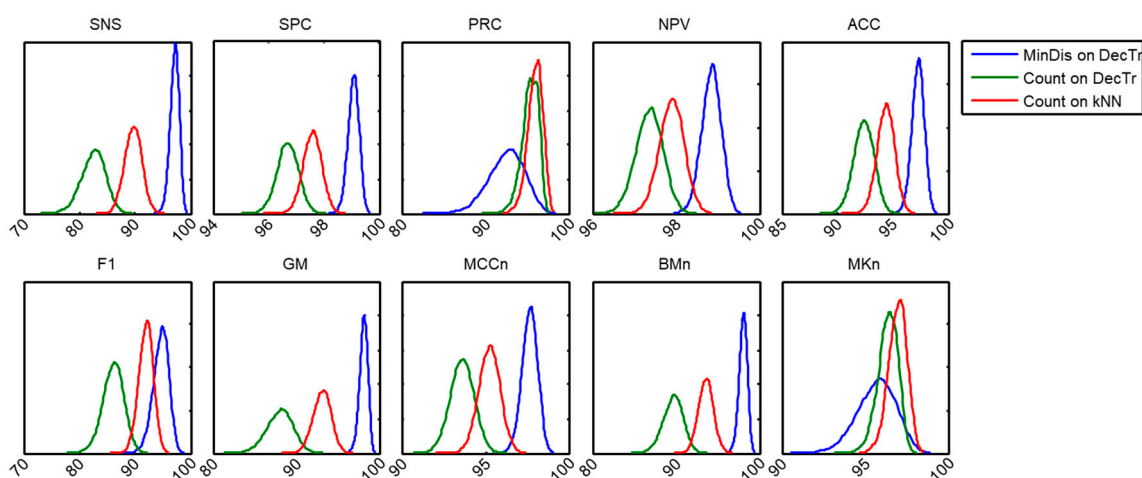 SNS SPC PRC NPV ACC
MinDis on DecTr
Count on DecTr
Count on kNN
70 80 90 100 94 96 98 100 80 90 100 96 98 100 85 90 95 100
F1 GM MCCn BMn MKn
70 80 90 100 80 90 100 90 95 100 80 90 100 90 95 100